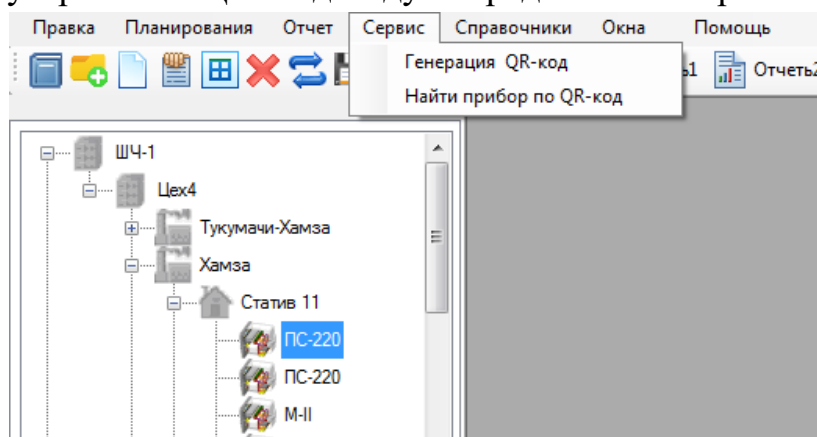 Правка Планирования Отчет Сервис Справочники Окна Помощь
Генерация QR-код
Отчеть2
Найти прибор по QR-код
ШЧ-1
Цех4
Тукумачи-Хамза
Хамза
Статив 11
ПС-220
ПС-220
М-II